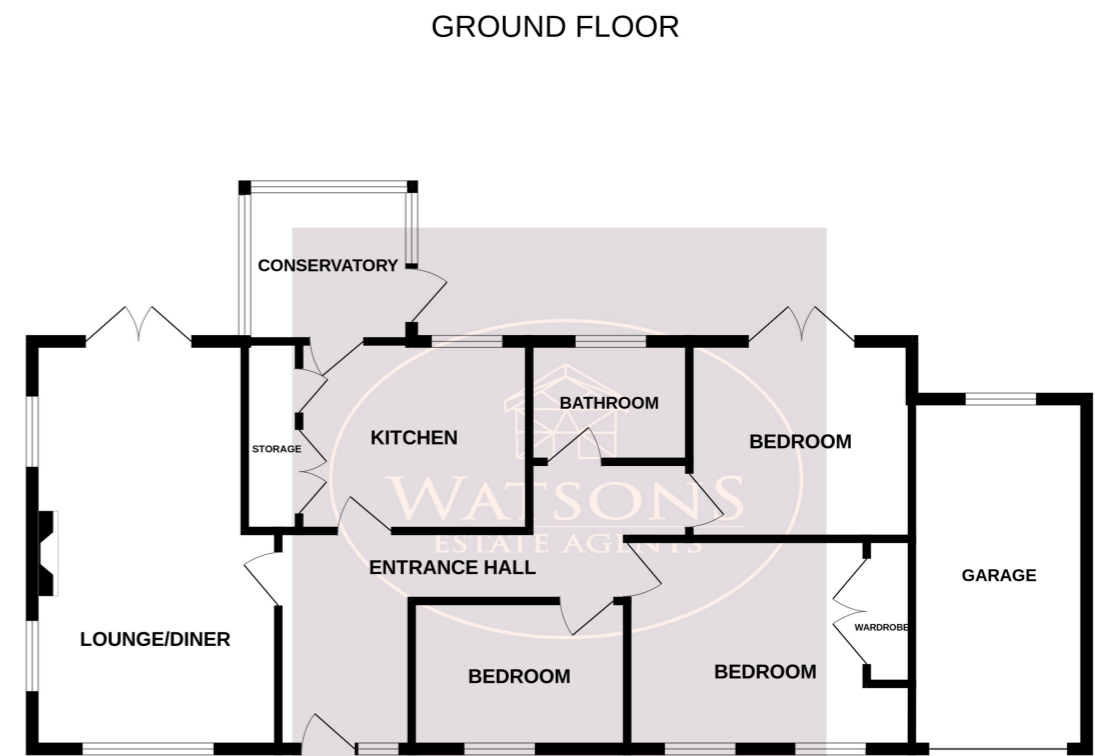 GROUND FLOOR
CONSERVATORY
BATHROOM
KITCHEN
BEDROOM
STORAGE
WATSONS
ESTATE AGENTS
ENTRANCE HALL
GARAGE
WARDROBE
LOUNGE/DINER
BEDROOM
BEDROOM